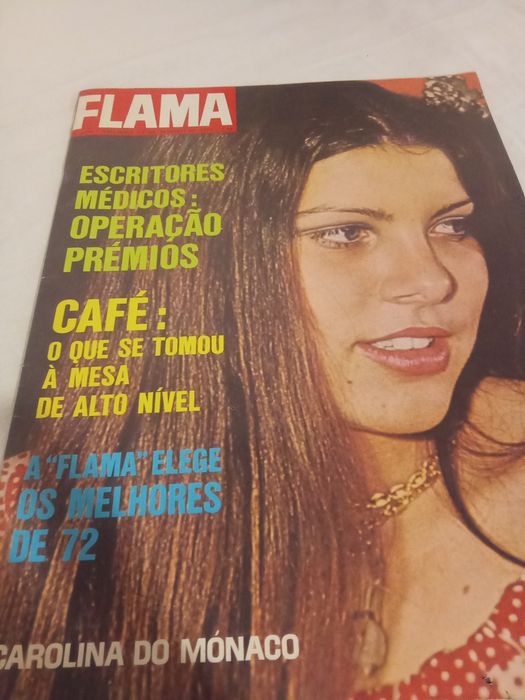 FLAMA
ESCRITORES
MÉDICOS:
OPERAÇÃO
PRÉMIOS
CAFÉ:
O QUE SE TOMOU
À MESA
DE ALTO NÍVEL
A "FLAMA" ELEGE
OS MELHORES
DE 72
CAROLINA DO MÓNACO